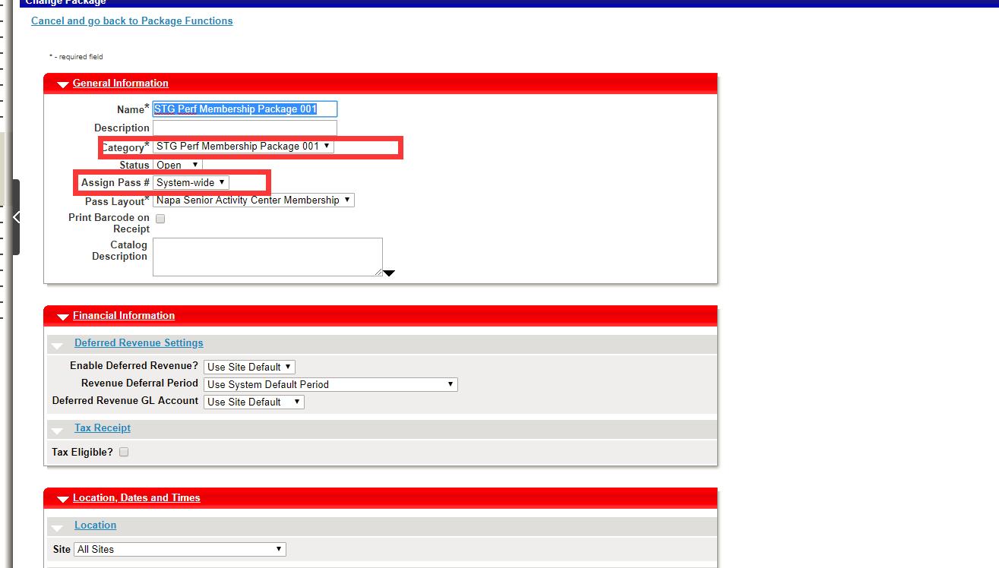 Change Package
Cancel and go back to Package Functions
* - required field
General Information
Name* STG Perf Membership Package 001
Description
Category* STG Perf Membership Package 001
Status Open
Assign Pass # System-wide
Pass Layout* Napa Senior Activity Center Membership
Print Barcode on
Receipt
Catalog
Description
Financial Information
Deferred Revenue Settings
Enable Deferred Revenue? Use Site Default
Revenue Deferral Period Use System Default Period
Deferred Revenue GL Account Use Site Default
Tax Receipt
Tax Eligible?
Location, Dates and Times
Location
Site All Sites